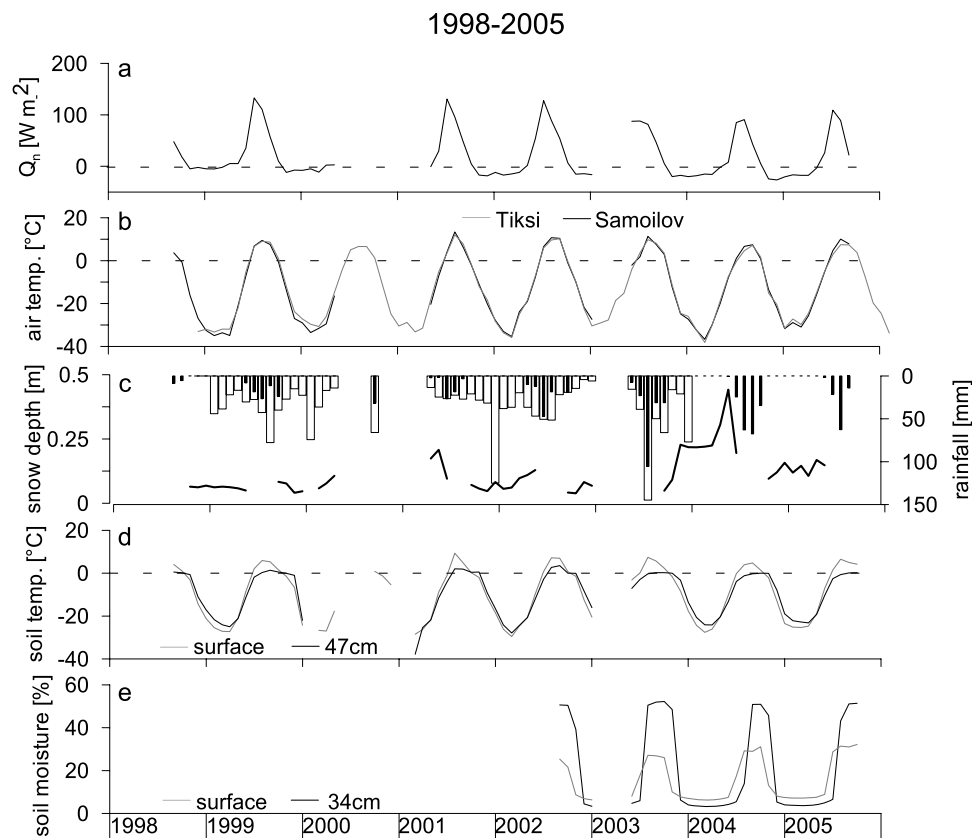 1998-2005
a
200
100
0
Qn [W m-2]
b
Tiksi Samoilov
20
0
-20
-40
air temp. [°C]
c
0.5
0.25
0
snow depth [m]
0
50
100
150
rainfall [mm]
d
20
0
-20
-40
soil temp. [°C]
surface 47cm
e
60
40
20
0
soil moisture [%]
surface 34cm
1998 1999 2000 2001 2002 2003 2004 2005